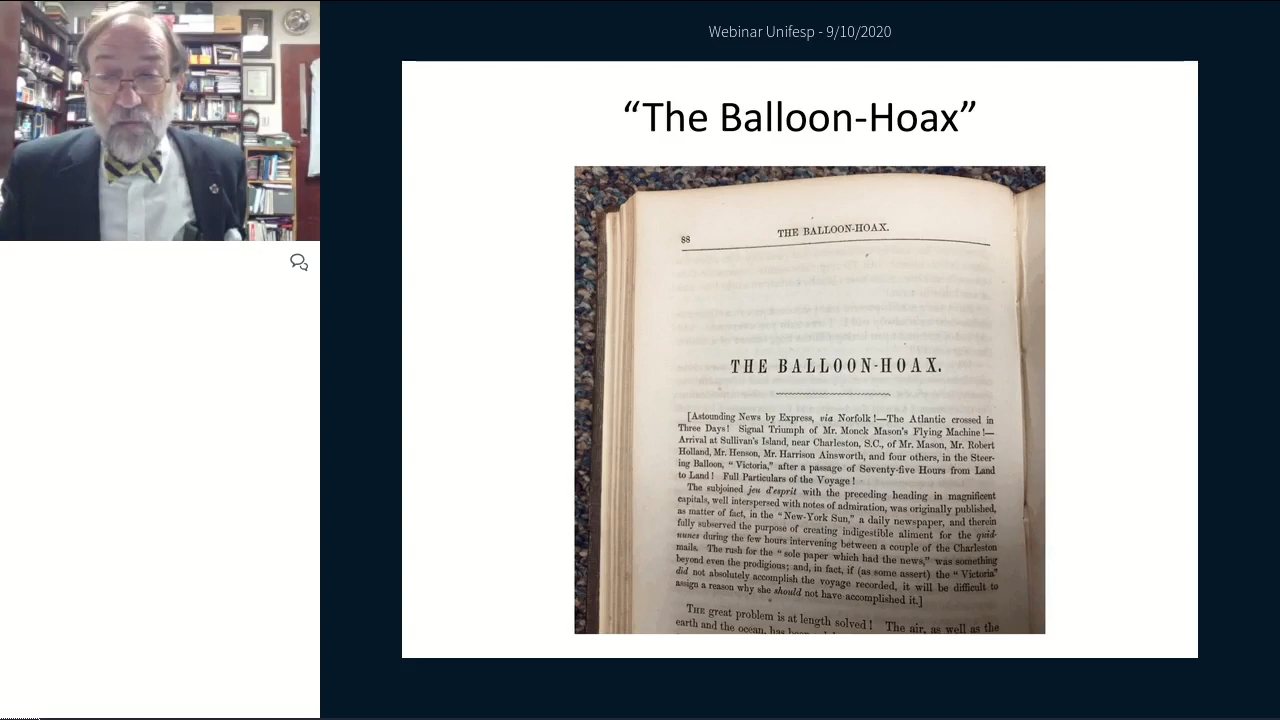 Webinar Unifesp - 9/10/2020
“The Balloon-Hoax”
88
THE BALLOON-HOAX.
THE BALLOON-HOAX.
[Astounding News by Express, via Norfolk!—The Atlantic crossed in
Three Days! Signal Triumph of Mr. Monck Mason's Flying Machine!—
Arrival at Sullivan's Island, near Charleston, S.C., of Mr. Mason, Mr. Robert
Holland, Mr. Henson, Mr. Harrison Ainsworth, and four others, in the Steer-
ing Balloon, “Victoria,” after a passage of Seventy-five Hours from Land
to Land! Full Particulars of the Voyage!
The subjoined jeu d'esprit with the preceding heading in magnificent
capitals, well interspersed with notes of admiration, was originally published,
as matter of fact, in the “New-York Sun,” a daily newspaper, and therein
fully subserved the purpose of creating indigestible aliment for the quid-
nuncs during the few hours intervening between a couple of the Charleston
mails. The rush for the “sole paper which had the news,” was something
beyond even the prodigious; and, in fact, if (as some assert) the “Victoria”
did not absolutely accomplish the voyage recorded, it will be difficult to
assign a reason why she should not have accomplished it.]
THE great problem is at length solved! The air, as well as the
earth and the ocean, has been